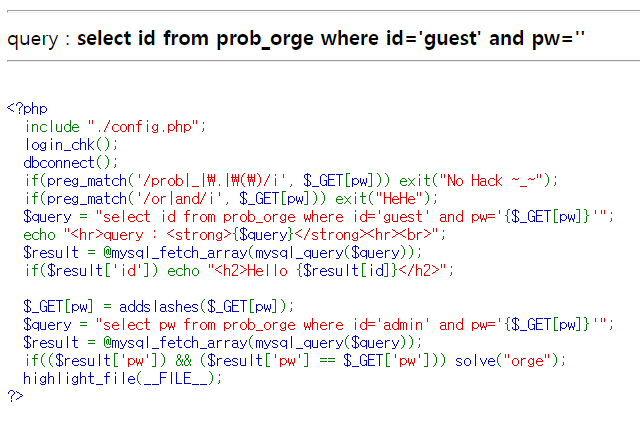 query : select id from prob_orge where id='guest' and pw=''
<?php
include "./config.php";
login_chk();
dbconnect();
if(preg_match('/prob|_|₩.|₩(₩)/i', $_GET[pw])) exit("No Hack ~_~");
if(preg_match('/or|and/i', $_GET[pw])) exit("HeHe");
$query = "select id from prob_orge where id='guest' and pw='{$_GET[pw]}'";
echo "<hr>query : <strong>{$query}</strong><hr><br>";
$result = @mysql_fetch_array(mysql_query($query));
if($result['id']) echo "<h2>Hello {$result[id]}</h2>";
$_GET[pw] = addslashes($_GET[pw]);
$query = "select pw from prob_orge where id='admin' and pw='{$_GET[pw]}'";
$result = @mysql_fetch_array(mysql_query($query));
if(($result['pw']) && ($result['pw'] == $_GET['pw'])) solve("orge");
highlight_file(__FILE__);
?>